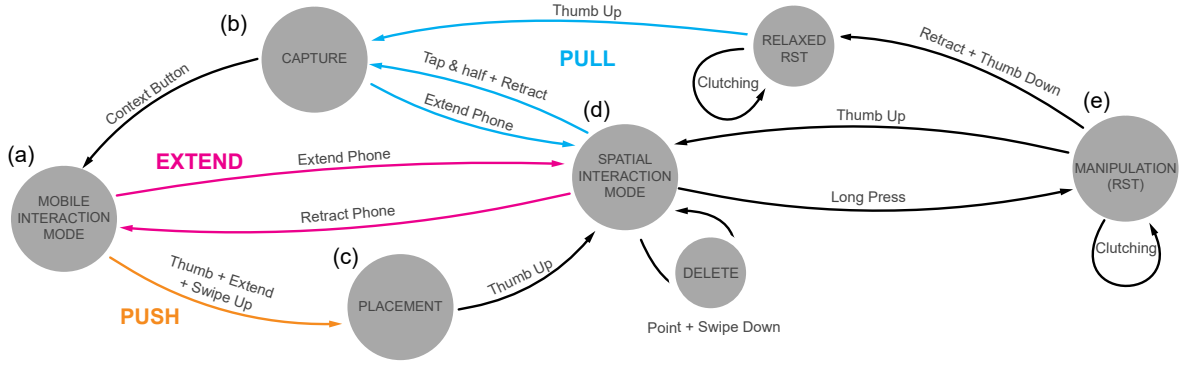 Thumb Up
(b)
CAPTURE
PULL
RELAXED
RST
Clutching
Retract + Thumb Down
Tap & half + Retract
Extend Phone
Context Button
(d)
SPATIAL
INTERACTION
MODE
Thumb Up
(e)
MANIPULATION
(RST)
Long Press
Clutching
(a)
MOBILE
INTERACTION
MODE
EXTEND
Extend Phone
Retract Phone
Thumb + Extend
+ Swipe Up
PUSH
(c)
PLACEMENT
Thumb Up
DELETE
Point + Swipe Down